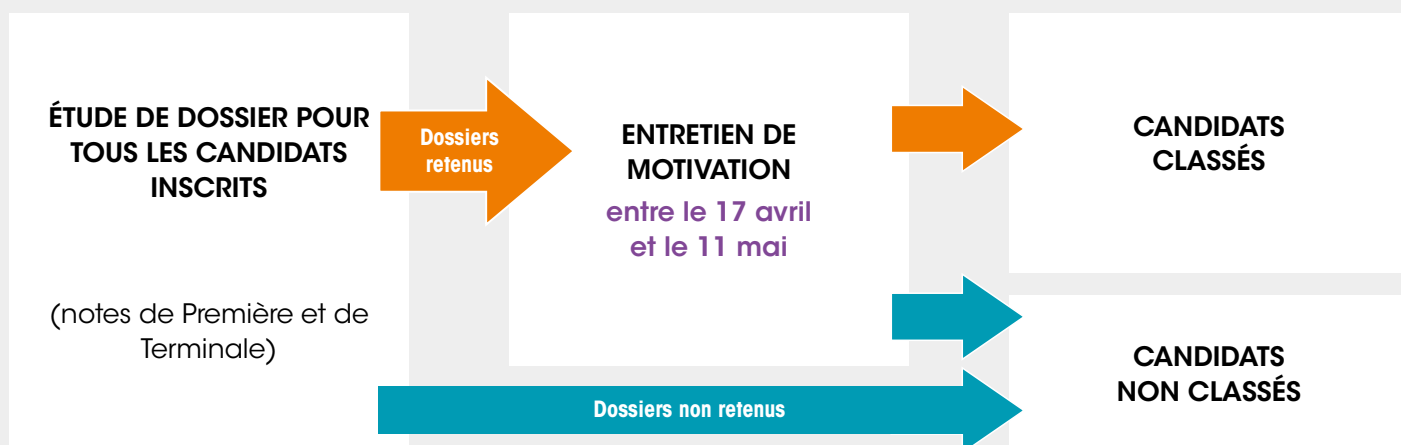 ÉTUDE DE DOSSIER POUR
TOUS LES CANDIDATS
INSCRITS
(notes de Première et de
Terminale)
Dossiers
retenus
ENTRETIEN DE
MOTIVATION
entre le 17 avril
et le 11 mai
CANDIDATS
CLASSÉS
Dossiers non retenus
CANDIDATS
NON CLASSÉS